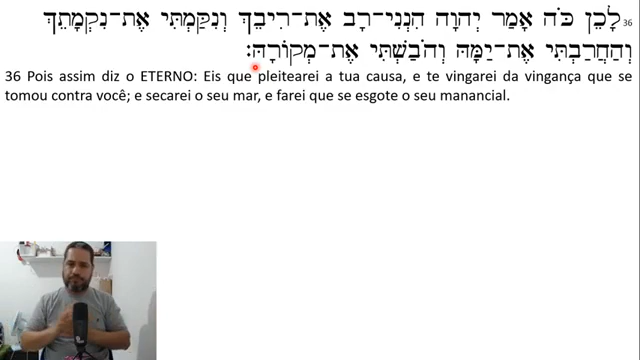 36 לָכֵן כֹּה אָמַר יְהוָה הִנְנִי־רָב אֶת־רִיבֵךְ וְנִקַּמְתִּי אֶת־נִקְמָתֵךְ
וְהַחֲרַבְתִּי אֶת־יַמָּהּ וְהֹבַשְׁתִּי אֶת־מְקוֹרָהּ׃
36 Pois assim diz o ETERNO: Eis que pleitearei a tua causa, e te vingarei da vingança que se
tomou contra você; e secarei o seu mar, e farei que se esgote o seu manancial.